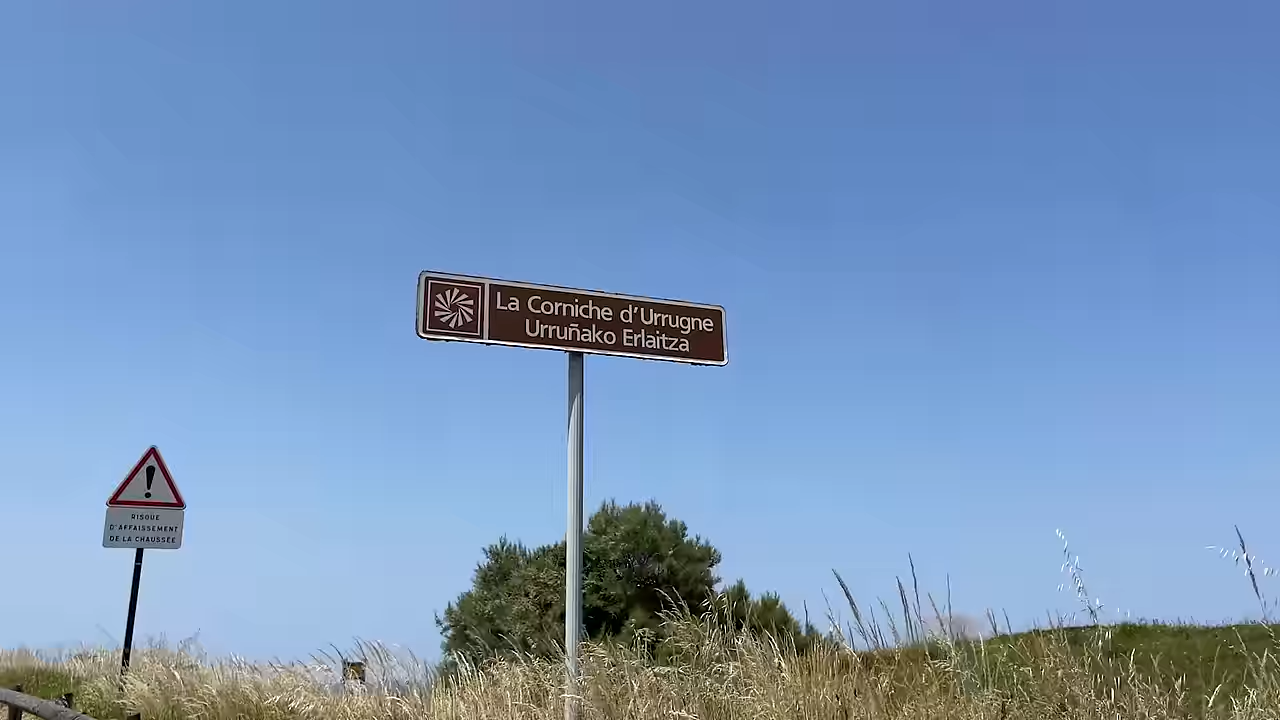 La Corniche d'Urrugne
Urruñako Erlaitza
RISQUE
D'AFFAISSEMENT
DE LA CHAUSSÉE